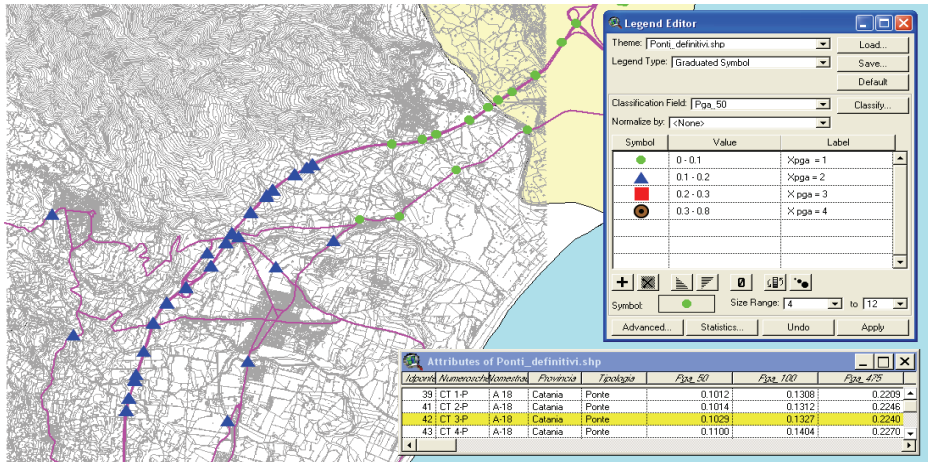 Legend Editor
Theme: Ponti_definitivi.shp Load...
Legend Type: Graduated Symbol Save...
Default
Classification Field: Pga_50 Classify...
Normalize by: <None>
Symbol Value Label
0 - 0.1 Xpga = 1
0.1 - 0.2 Xpga = 2
0.2 - 0.3 X pga = 3
0.3 - 0.8 X pga = 4
Symbol: Size Range: 4 to 12
Advanced... Statistics... Undo Apply
Attributes of Ponti_definitivi.shp
Idponte Numerosche Nomestrad Provincia Tipologia Pga_50 Pga_100 Pga_475
39 CT 1-P A-18 Catania Ponte 0.1012 0.1308 0.2209
41 CT 2-P A-18 Catania Ponte 0.1014 0.1312 0.2246
42 CT 3-P A-18 Catania Ponte 0.1029 0.1327 0.2240
43 CT 4-P A-18 Catania Ponte 0.1100 0.1404 0.2270